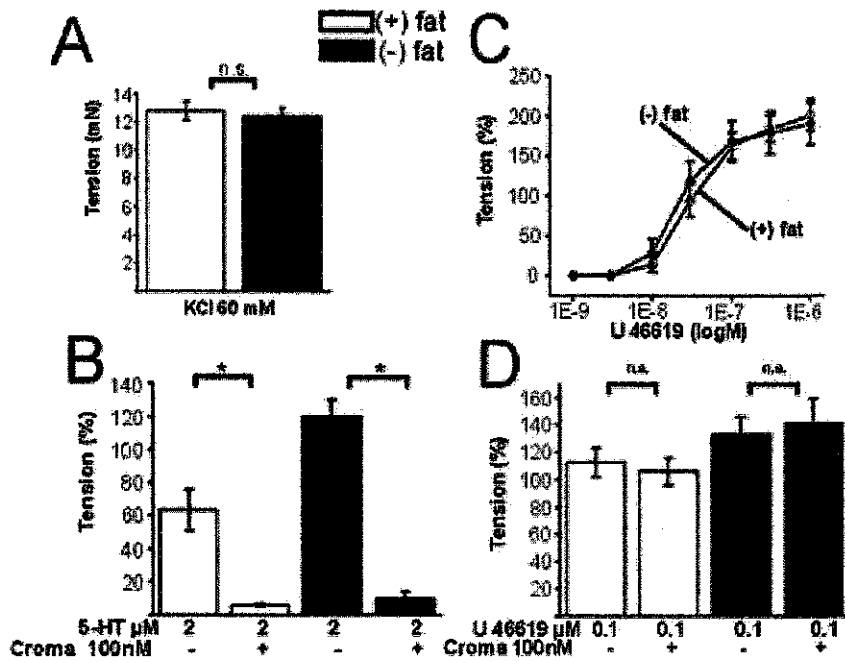 A
(+) fat
(-) fat
n.s.
Tension (mN)
14
12
10
8
6
4
2
KCl 60 mM
C
Tension (%)
250
200
150
100
50
0
(-) fat
(+) fat
1E-9
1E-8
1E-7
1E-6
U 46619 (logM)
B
Tension (%)
140
120
100
80
60
40
20
*
*
5-HT µM 2 2 2 2
Croma 100nM - + - +
D
Tension (%)
160
140
120
100
80
60
40
20
n.s.
n.s.
U 46619 µM 0.1 0.1 0.1 0.1
Croma 100nM - + - +